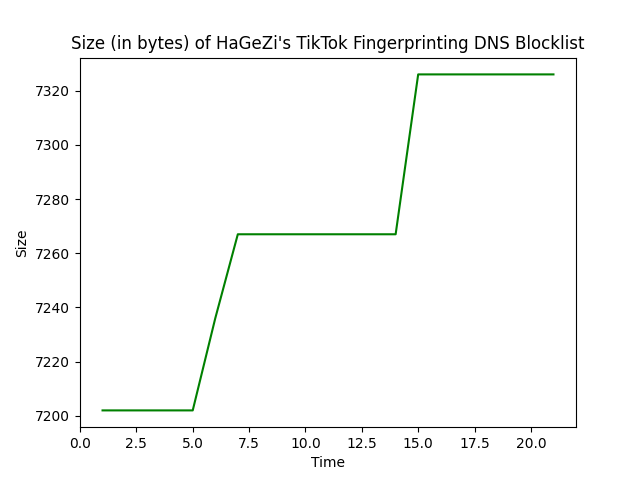 Size (in bytes) of HaGeZi's TikTok Fingerprinting DNS Blocklist
7320
7300
7280
7260
7240
7220
7200
Size
0.0 2.5 5.0 7.5 10.0 12.5 15.0 17.5 20.0
Time